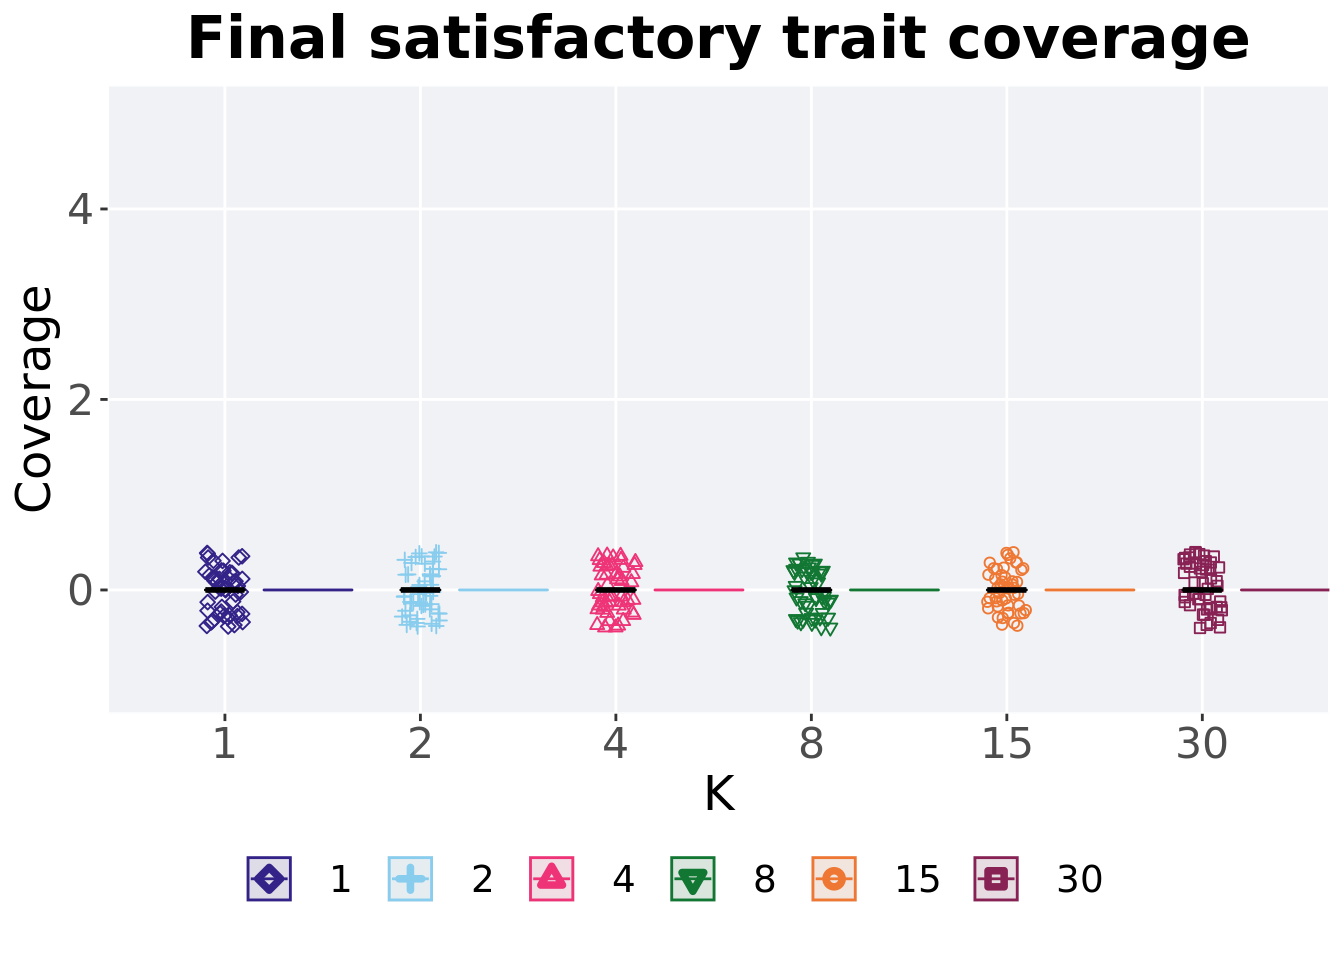 Final satisfactory trait coverage
Coverage
4
2
0
1 2 4 8 15 30
K
1 2 4 8 15 30